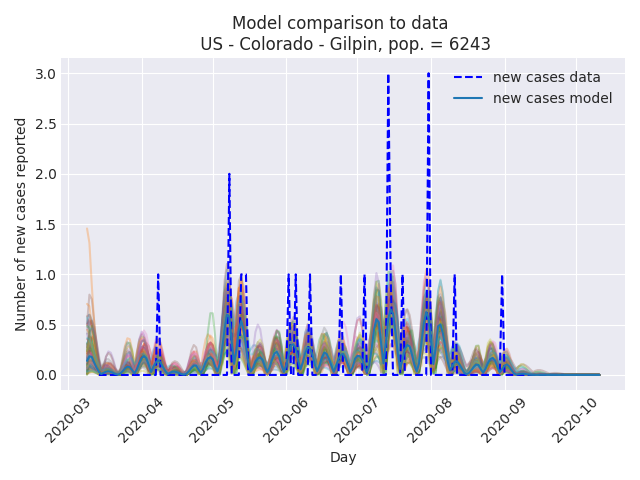 Model comparison to data
US - Colorado - Gilpin, pop. = 6243
new cases data
new cases model
Number of new cases reported
3.0
2.5
2.0
1.5
1.0
0.5
0.0
2020-03
2020-04
2020-05
2020-06
2020-07
2020-08
2020-09
2020-10
Day